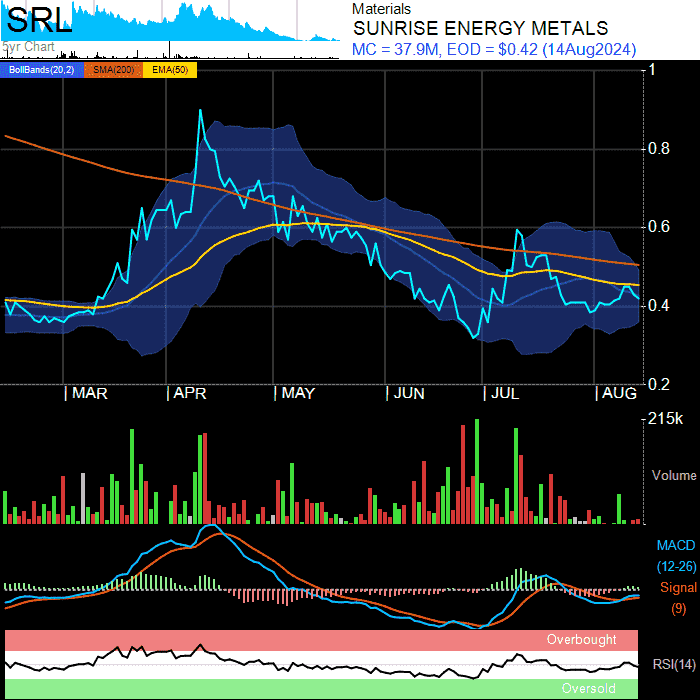 SRL
5yr Chart
Materials
SUNRISE ENERGY METALS
MC = 37.9M, EOD = $0.42 (14Aug2024)
BollBands(20,2) SMA(200) EMA(50)
1
0.8
0.6
0.4
0.2
| MAR | APR | MAY | JUN | JUL | AUG
215k
Volume
MACD
(12-26)
Signal
(9)
Overbought
RSI(14)
Oversold